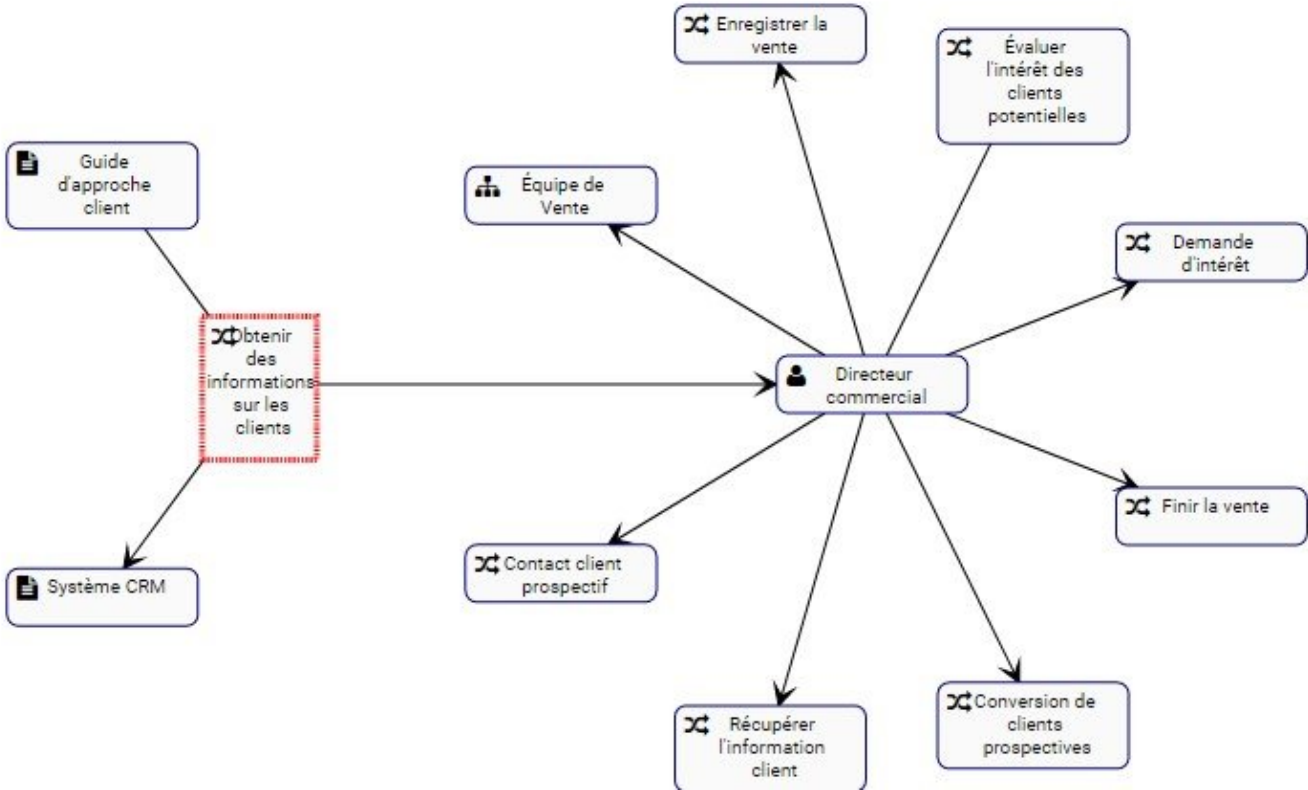 Enregistrer la
vente
Évaluer
l'intérêt des
clients
potentielles
Guide
d'approche
client
Équipe de
Vente
Demande
d'intérêt
Obtenir
des
informations
sur les
clients
Directeur
commercial
Finir la vente
Contact client
prospectif
Système CRM
Récupérer
l'information
client
Conversion de
clients
prospectives